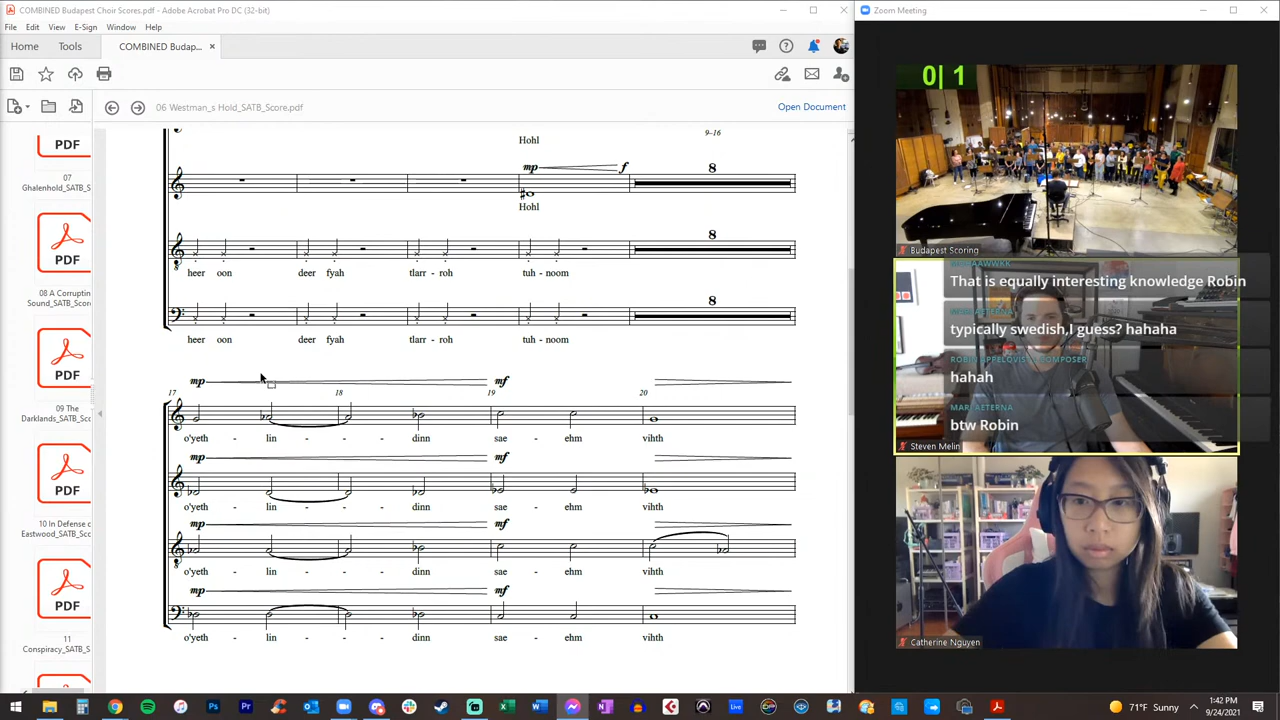 COMBINED Budapest Choir Scores.pdf - Adobe Acrobat Pro DC (32-bit)
File Edit View E-Sign Window Help
Home Tools COMBINED Budap...
06 Westman_s Hold_SATB_Score.pdf
Open Document
PDF
07
Ghalenhold_SATB_S
PDF
08 A Corruptin
Sound_SATB_Scor
PDF
09 The
Darklands_SATB_S
PDF
10 In Defense o
Eastwood_SATB_Sc
PDF
11
Conspiracy_SATB_S
Hohl
9-16
mp f
8
Hohl
8
heer oon deer fyah tlarr - roh tuh - noom
8
heer oon deer fyah tlarr - roh tuh - noom
mp mf
17 18 19 20
o'yeth - lin - - - dinn sae - ehm vihth
mp mf
o'yeth - lin - - - dinn sae - ehm vihth
mp mf
o'yeth - lin - - - dinn sae - ehm vihth
mp mf
o'yeth - lin - - - dinn sae - ehm vihth
Zoom Meeting
0| 1
Budapest Scoring
That is equally interesting knowledge Robin
MARI AETERNA
typically swedish,I guess? hahaha
hahah
MARI AETERNA
btw Robin
Steven Melin
Catherine Nguyen
71°F Sunny
1:42 PM
9/24/2021